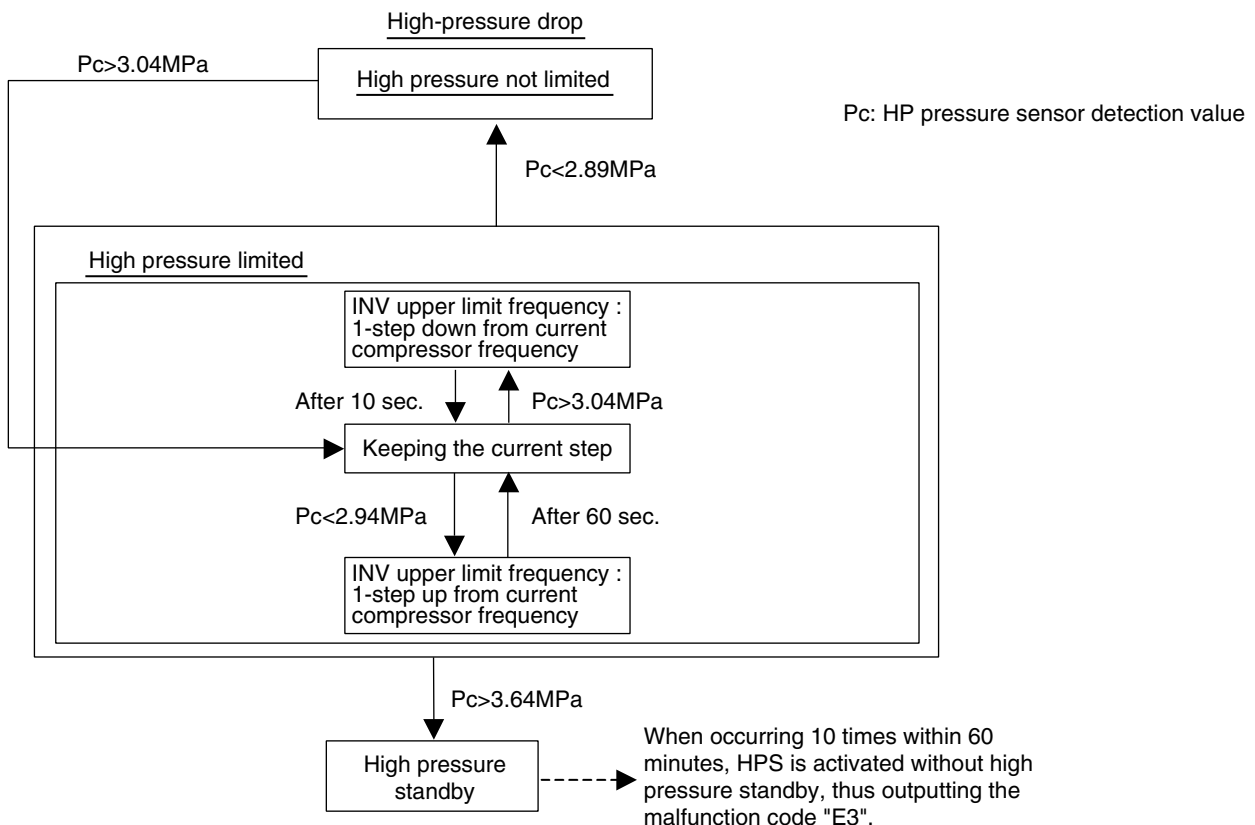 High-pressure drop
Pc>3.04MPa
High pressure not limited
Pc: HP pressure sensor detection value
Pc<2.89MPa
High pressure limited
INV upper limit frequency :
1-step down from current
compressor frequency
After 10 sec.
Pc>3.04MPa
Keeping the current step
Pc<2.94MPa
After 60 sec.
INV upper limit frequency :
1-step up from current
compressor frequency
Pc>3.64MPa
High pressure
standby
When occurring 10 times within 60
minutes, HPS is activated without high
pressure standby, thus outputting the
malfunction code "E3".